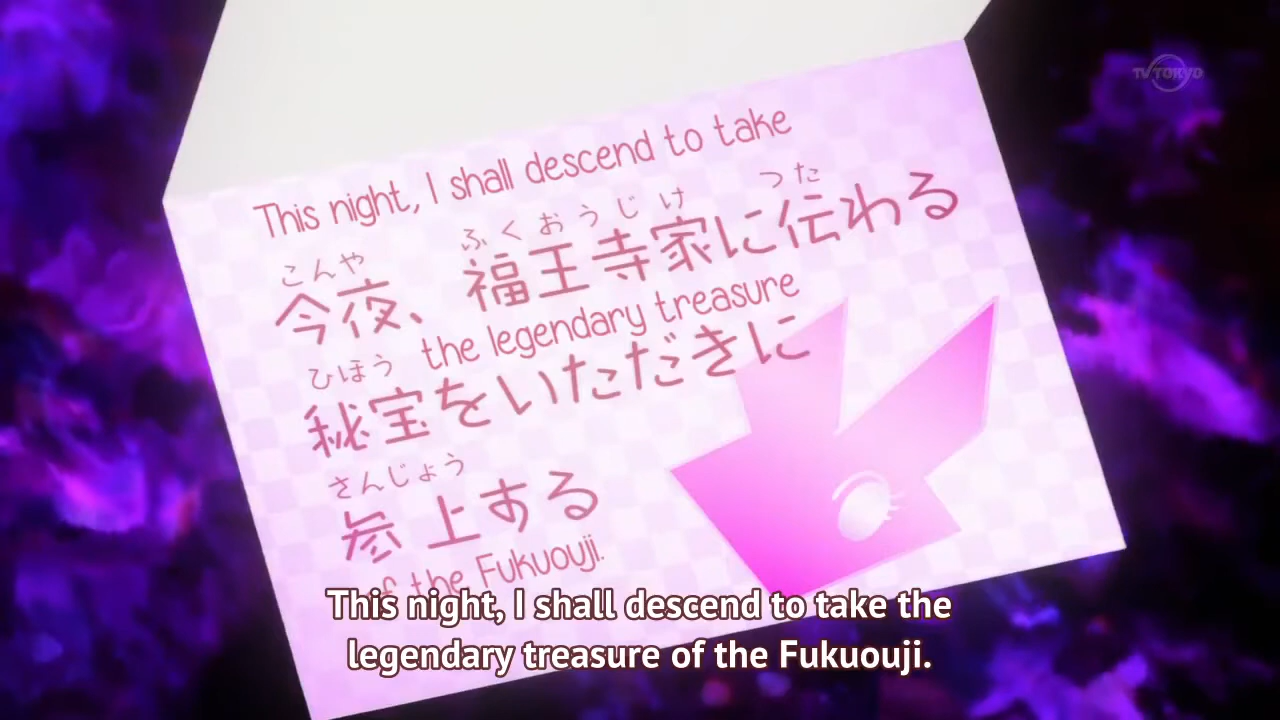 TV TOKYO
This night, I shall descend to take
ふくおうじけ つた
こんや
今夜、福王寺家に伝わる
the legendary treasure
ひほう
秘宝をいただきに
さんじょう
参上する
of the Fukuouji.
This night, I shall descend to take the
legendary treasure of the Fukuouji.